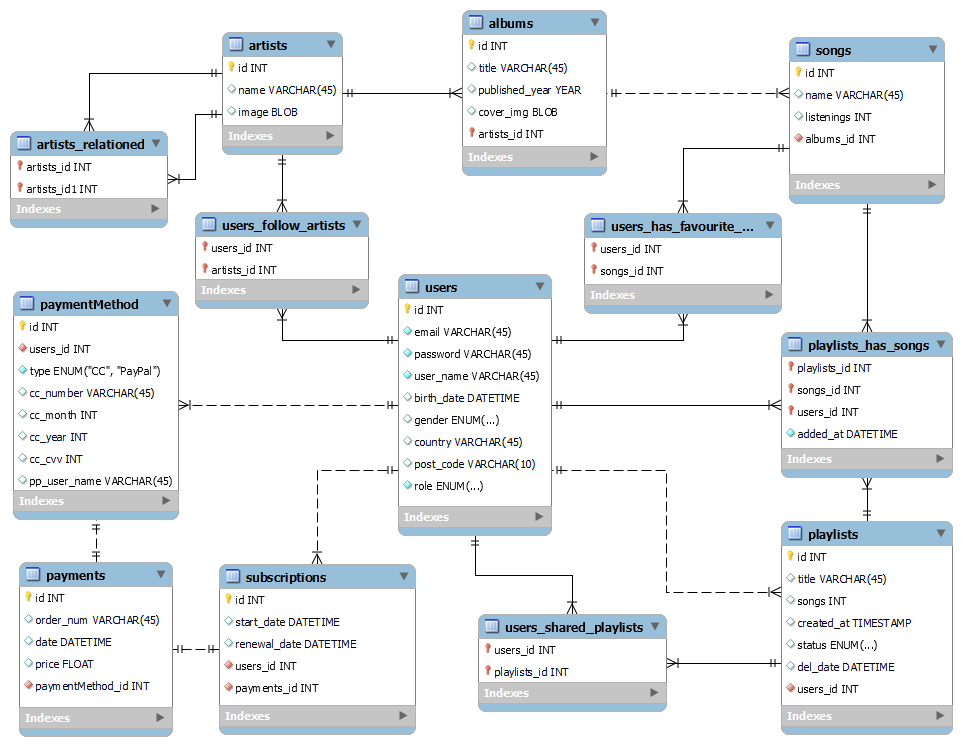 artists
id INT
name VARCHAR(45)
image BLOB
Indexes
albums
id INT
title VARCHAR(45)
published_year YEAR
cover_img BLOB
artists_id INT
Indexes
songs
id INT
name VARCHAR(45)
listenings INT
albums_id INT
Indexes
artists_relationed
artists_id INT
artists_id1 INT
Indexes
users_follow_artists
users_id INT
artists_id INT
Indexes
users_has_favourite_...
users_id INT
songs_id INT
Indexes
paymentMethod
id INT
users_id INT
type ENUM("CC", "PayPal")
cc_number VARCHAR(45)
cc_month INT
cc_year INT
cc_cvv INT
pp_user_name VARCHAR(45)
Indexes
users
id INT
email VARCHAR(45)
password VARCHAR(45)
user_name VARCHAR(45)
birth_date DATETIME
gender ENUM(...)
country VARCHAR(45)
post_code VARCHAR(10)
role ENUM(...)
Indexes
playlists_has_songs
playlists_id INT
songs_id INT
users_id INT
added_at DATETIME
Indexes
payments
id INT
order_num VARCHAR(45)
date DATETIME
price FLOAT
paymentMethod_id INT
Indexes
subscriptions
id INT
start_date DATETIME
renewal_date DATETIME
users_id INT
payments_id INT
Indexes
users_shared_playlists
users_id INT
playlists_id INT
Indexes
playlists
id INT
title VARCHAR(45)
songs INT
created_at TIMESTAMP
status ENUM(...)
del_date DATETIME
users_id INT
Indexes